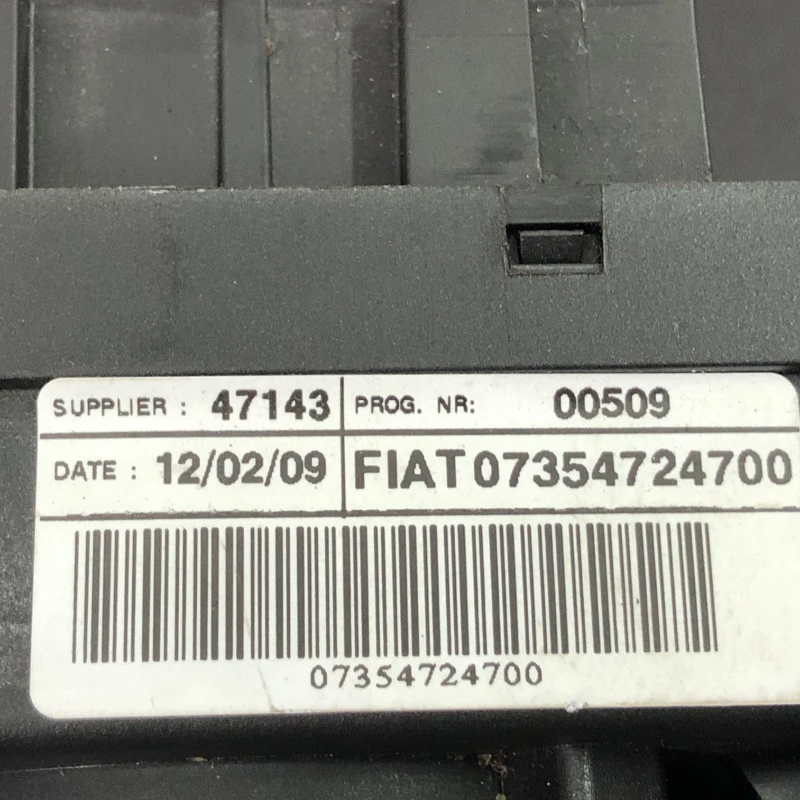 SUPPLIER : 47143 PROG. NR: 00509
DATE : 12/02/09 FIAT 07354724700
07354724700